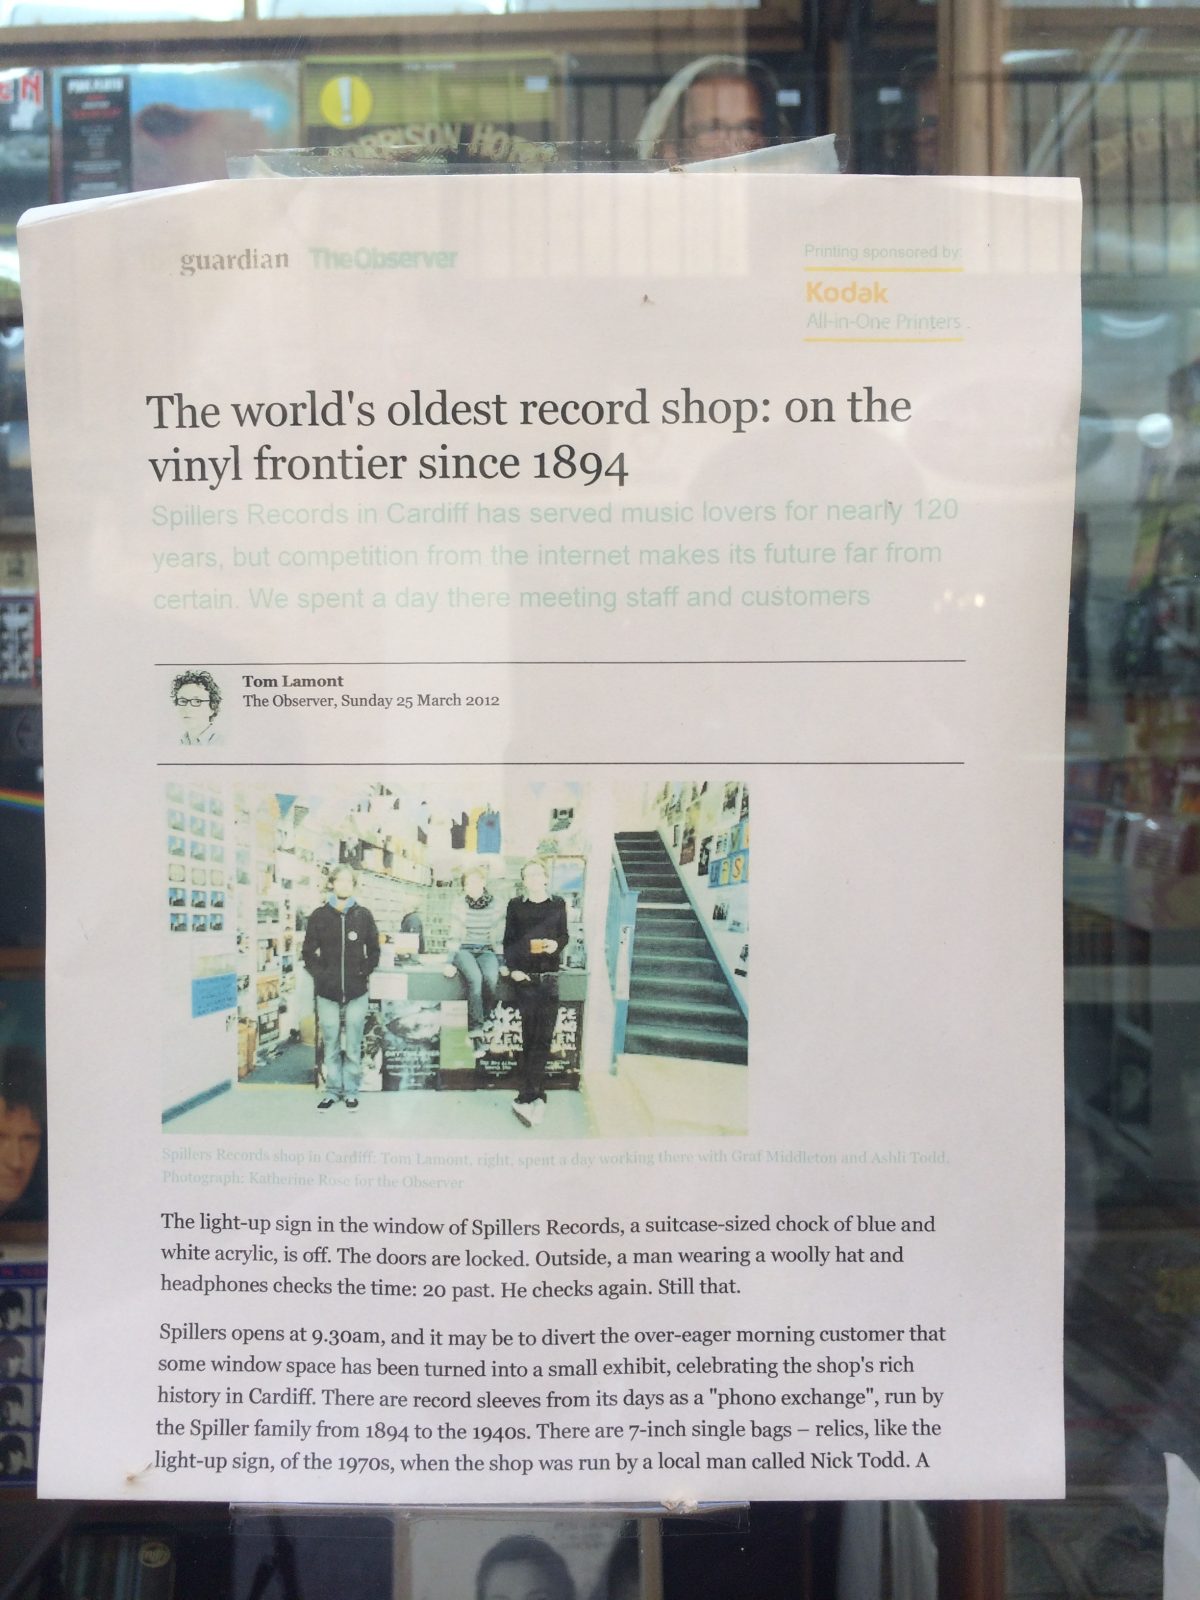 PINK FLOYD
MORRISON HOTEL
guardian TheObserver
Printing sponsored by:
Kodak
All-in-One Printers
The world's oldest record shop: on the
vinyl frontier since 1894
Spillers Records in Cardiff has served music lovers for nearly 120
years, but competition from the internet makes its future far from
certain. We spent a day there meeting staff and customers
Tom Lamont
The Observer, Sunday 25 March 2012
Spillers Records shop in Cardiff: Tom Lamont, right, spent a day working there with Graf Middleton and Ashli Todd.
Photograph: Katherine Rose for the Observer
The light-up sign in the window of Spillers Records, a suitcase-sized chock of blue and
white acrylic, is off. The doors are locked. Outside, a man wearing a woolly hat and
headphones checks the time: 20 past. He checks again. Still that.
Spillers opens at 9.30am, and it may be to divert the over-eager morning customer that
some window space has been turned into a small exhibit, celebrating the shop's rich
history in Cardiff. There are record sleeves from its days as a "phono exchange", run by
the Spiller family from 1894 to the 1940s. There are 7-inch single bags – relics, like the
light-up sign, of the 1970s, when the shop was run by a local man called Nick Todd. A